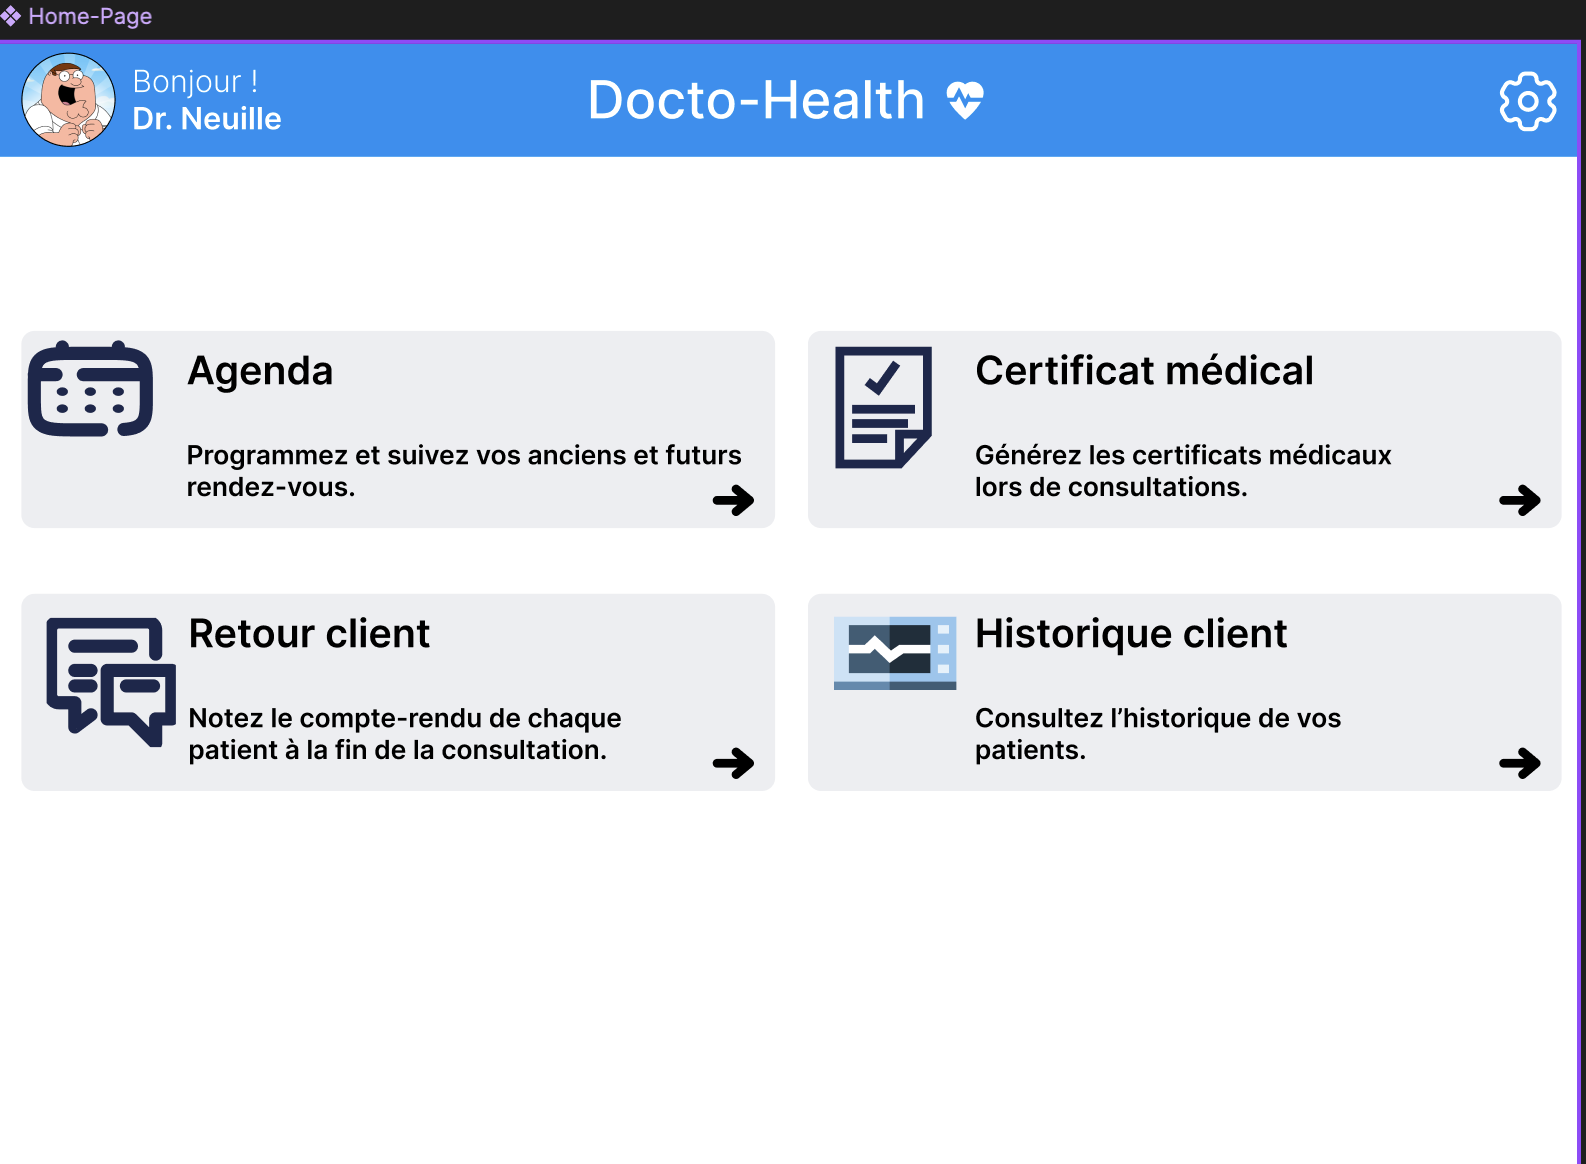 Home-Page
Bonjour !
Dr. Neuille
Docto-Health
Agenda
Programmez et suivez vos anciens et futurs
rendez-vous.
Certificat médical
Générez les certificats médicaux
lors de consultations.
Retour client
Notez le compte-rendu de chaque
patient à la fin de la consultation.
Historique client
Consultez l’historique de vos
patients.